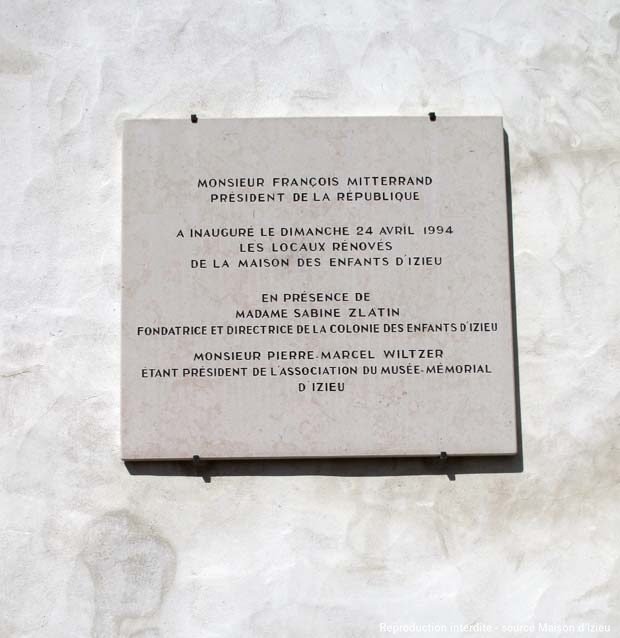 MONSIEUR FRANÇOIS MITTERRAND
PRÉSIDENT DE LA RÉPUBLIQUE
A INAUGURÉ LE DIMANCHE 24 AVRIL 1994
LES LOCAUX RÉNOVÉS
DE LA MAISON DES ENFANTS D'IZIEU
EN PRÉSENCE DE
MADAME SABINE ZLATIN
FONDATRICE ET DIRECTRICE DE LA COLONIE DES ENFANTS D'IZIEU
MONSIEUR PIERRE-MARCEL WILTZER
ÉTANT PRÉSIDENT DE L'ASSOCIATION DU MUSÉE-MÉMORIAL
D'IZIEU
Reproduction interdite - source Maison d'Izieu